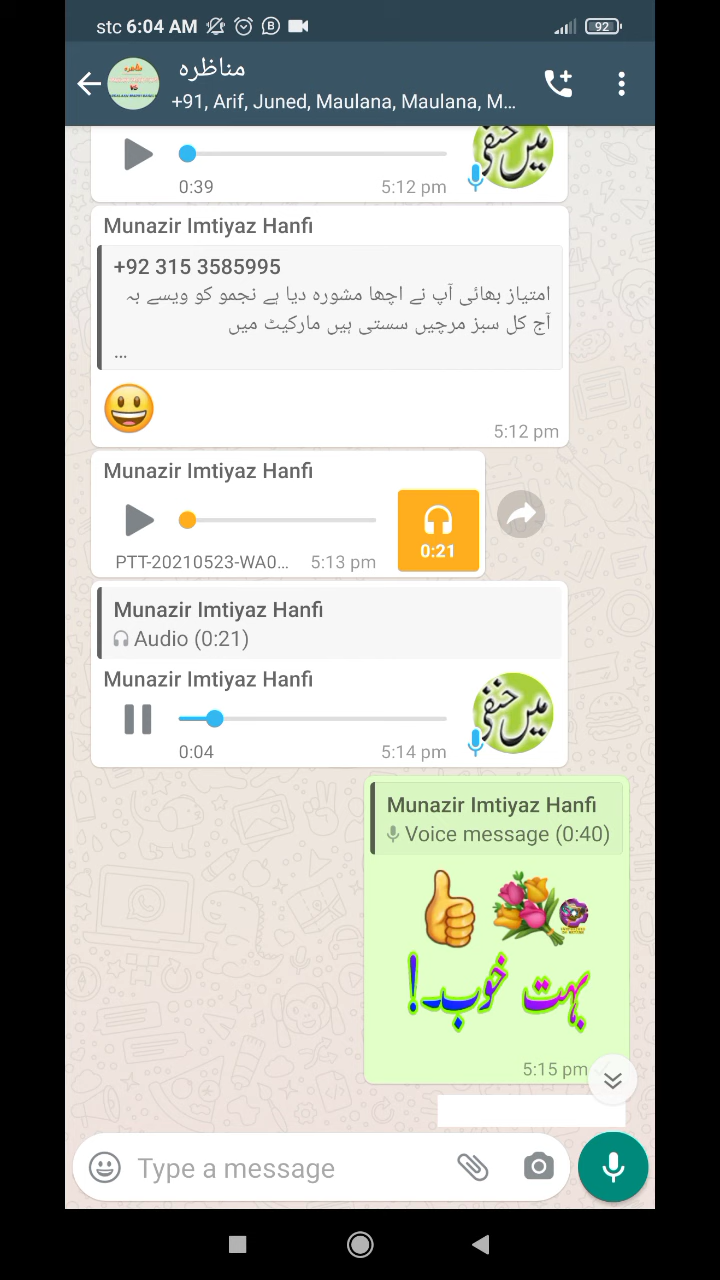 stc 6:04 AM
92
مناظرہ
+91, Arif, Juned, Maulana, Maulana, M...
میں حنفی
0:39
5:12 pm
Munazir Imtiyaz Hanfi
+92 315 3585995
امتیاز بھائی آپ نے اچھا مشورہ دیا ہے نجمو کو ویسے بہ
آج کل سبز مرچیں سستی ہیں مارکیٹ میں
...
5:12 pm
Munazir Imtiyaz Hanfi
0:21
PTT-20210523-WA0...
5:13 pm
Munazir Imtiyaz Hanfi
Audio (0:21)
Munazir Imtiyaz Hanfi
میں حنفی
0:04
5:14 pm
Munazir Imtiyaz Hanfi
Voice message (0:40)
بہت خوب۔!
5:15 pm
Type a message